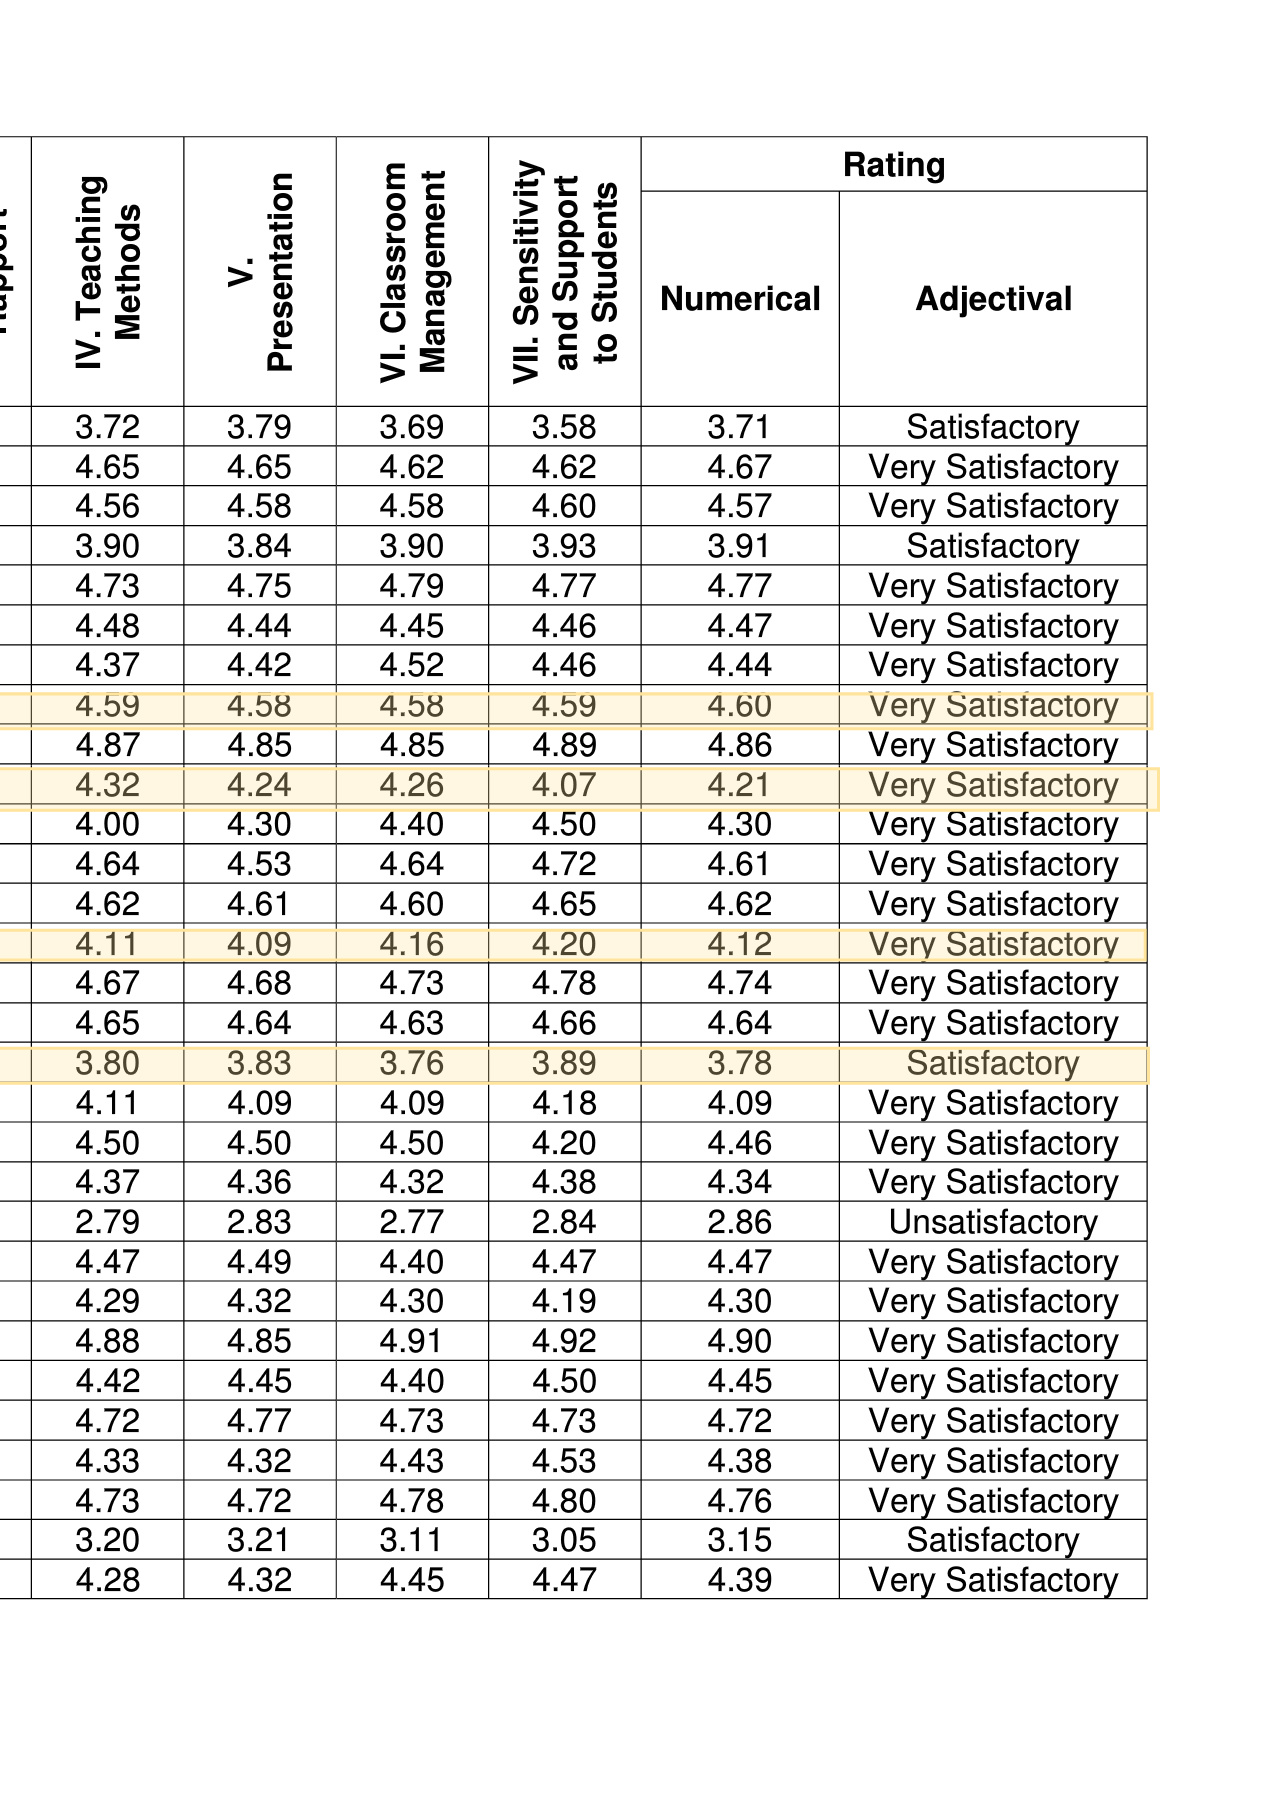 Rapport
IV. Teaching
Methods
V.
Presentation
VI. Classroom
Management
VII. Sensitivity
and Support
to Students
Rating
Numerical
Adjectival
3.72 3.79 3.69 3.58 3.71 Satisfactory
4.65 4.65 4.62 4.62 4.67 Very Satisfactory
4.56 4.58 4.58 4.60 4.57 Very Satisfactory
3.90 3.84 3.90 3.93 3.91 Satisfactory
4.73 4.75 4.79 4.77 4.77 Very Satisfactory
4.48 4.44 4.45 4.46 4.47 Very Satisfactory
4.37 4.42 4.52 4.46 4.44 Very Satisfactory
4.59 4.58 4.58 4.59 4.60 Very Satisfactory
4.87 4.85 4.85 4.89 4.86 Very Satisfactory
4.32 4.24 4.26 4.07 4.21 Very Satisfactory
4.00 4.30 4.40 4.50 4.30 Very Satisfactory
4.64 4.53 4.64 4.72 4.61 Very Satisfactory
4.62 4.61 4.60 4.65 4.62 Very Satisfactory
4.11 4.09 4.16 4.20 4.12 Very Satisfactory
4.67 4.68 4.73 4.78 4.74 Very Satisfactory
4.65 4.64 4.63 4.66 4.64 Very Satisfactory
3.80 3.83 3.76 3.89 3.78 Satisfactory
4.11 4.09 4.09 4.18 4.09 Very Satisfactory
4.50 4.50 4.50 4.20 4.46 Very Satisfactory
4.37 4.36 4.32 4.38 4.34 Very Satisfactory
2.79 2.83 2.77 2.84 2.86 Unsatisfactory
4.47 4.49 4.40 4.47 4.47 Very Satisfactory
4.29 4.32 4.30 4.19 4.30 Very Satisfactory
4.88 4.85 4.91 4.92 4.90 Very Satisfactory
4.42 4.45 4.40 4.50 4.45 Very Satisfactory
4.72 4.77 4.73 4.73 4.72 Very Satisfactory
4.33 4.32 4.43 4.53 4.38 Very Satisfactory
4.73 4.72 4.78 4.80 4.76 Very Satisfactory
3.20 3.21 3.11 3.05 3.15 Satisfactory
4.28 4.32 4.45 4.47 4.39 Very Satisfactory